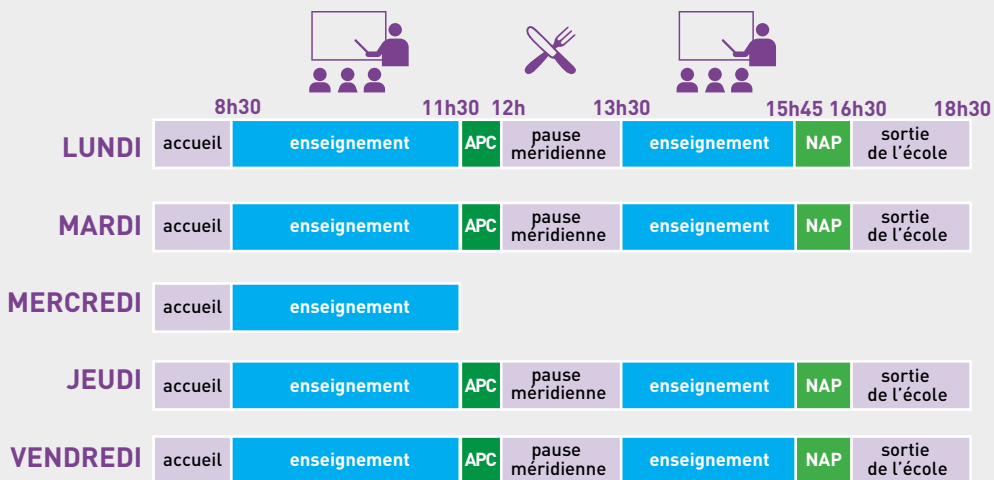 8h30 11h30 12h 13h30 15h45 16h30 18h30
LUNDI accueil enseignement APC pause méridienne enseignement NAP sortie de l'école
MARDI accueil enseignement APC pause méridienne enseignement NAP sortie de l'école
MERCREDI accueil enseignement
JEUDI accueil enseignement APC pause méridienne enseignement NAP sortie de l'école
VENDREDI accueil enseignement APC pause méridienne enseignement NAP sortie de l'école